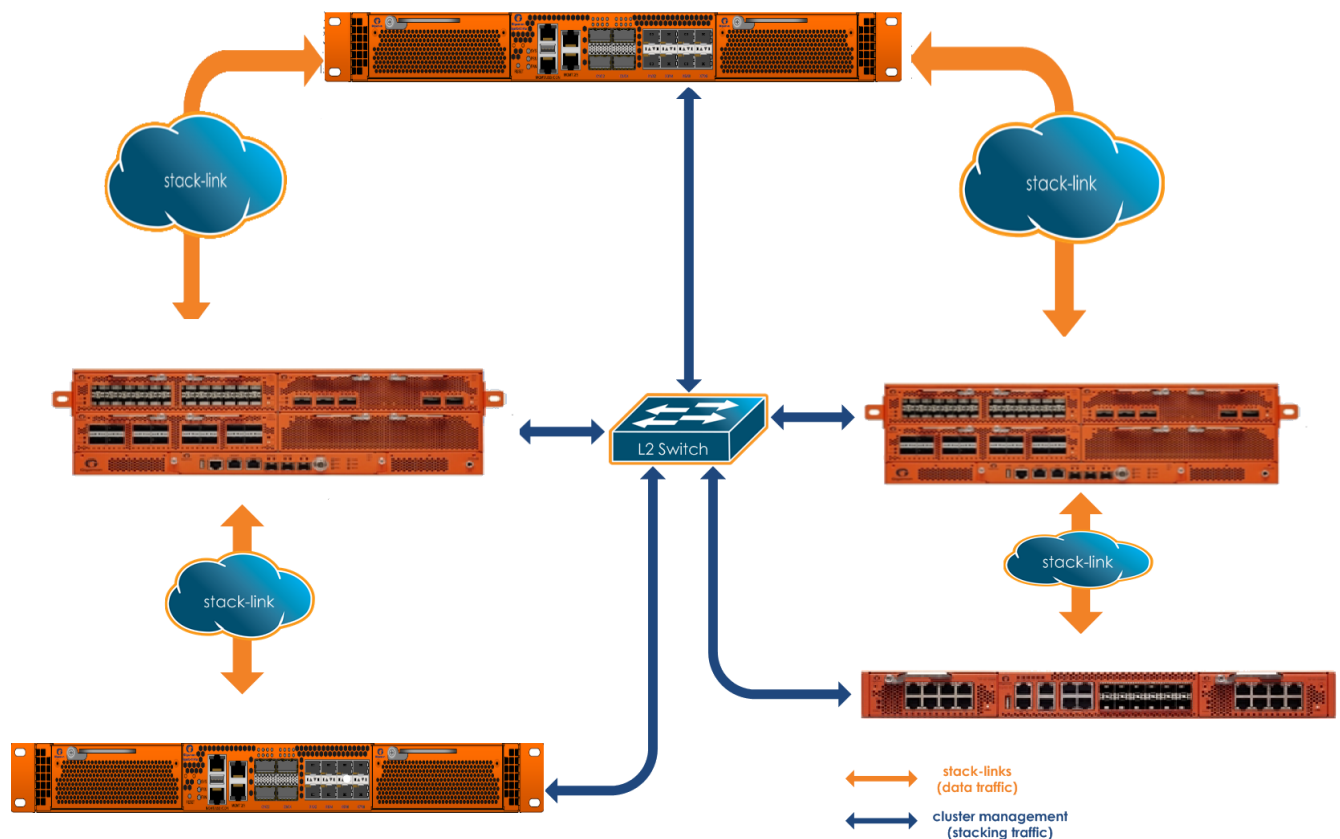 stack-link
stack-link
L2 Switch
stack-link
stack-link
stack-links
(data traffic)
cluster management
(stacking traffic)